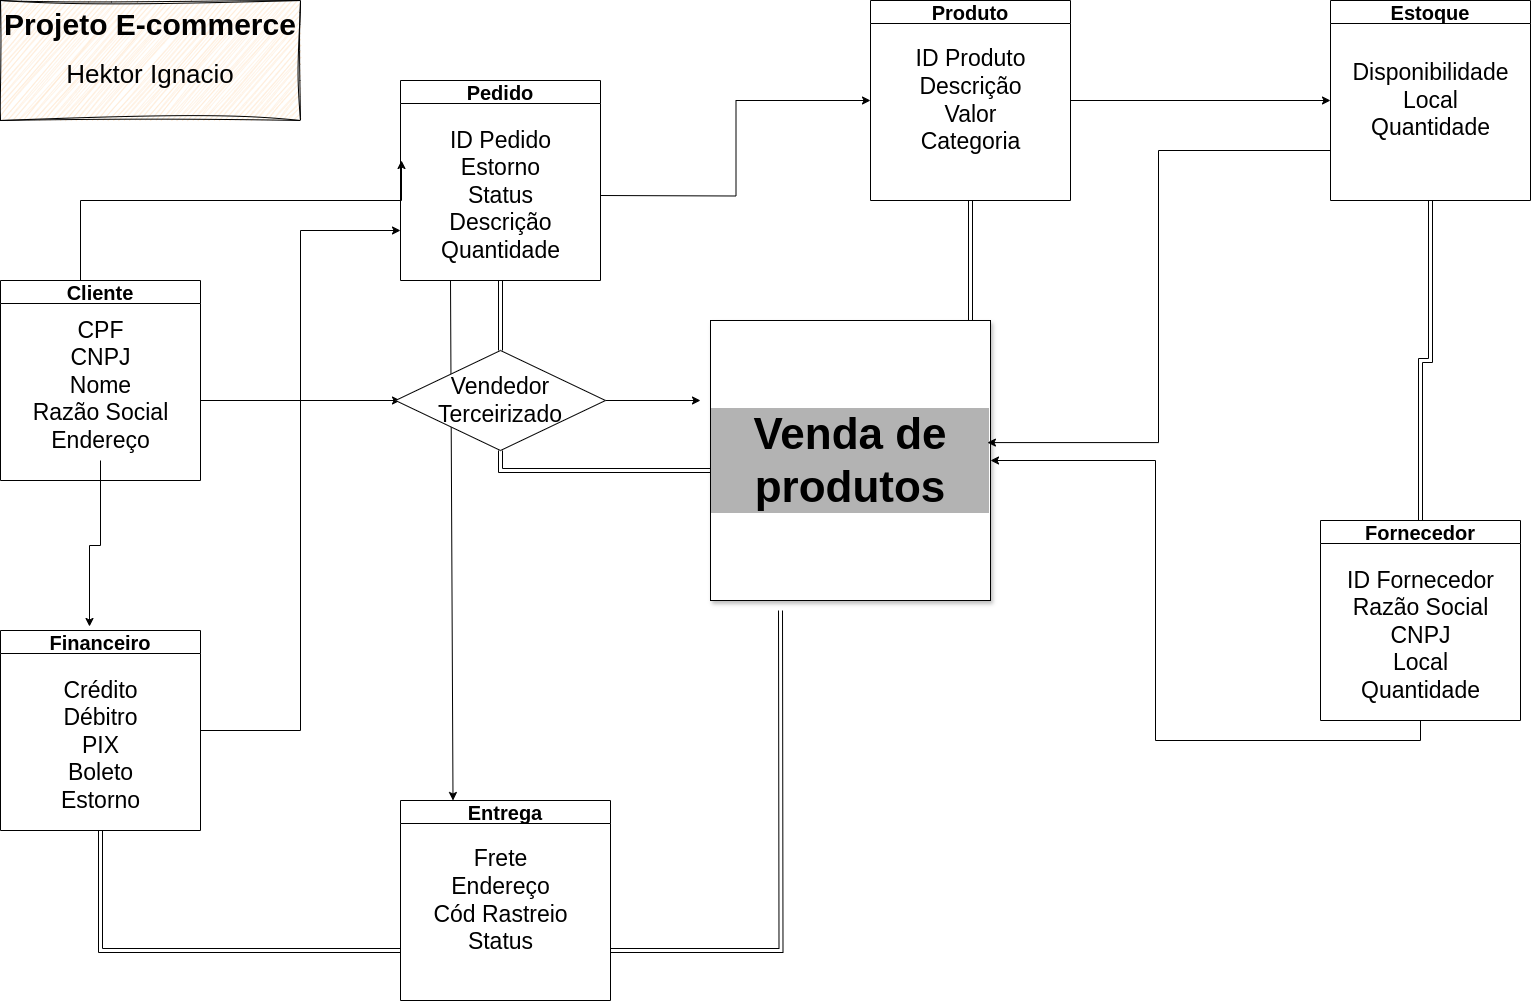 Projeto E-commerce
Hektor Ignacio
Pedido
ID Pedido
Estorno
Status
Descrição
Quantidade
Produto
ID Produto
Descrição
Valor
Categoria
Estoque
Disponibilidade
Local
Quantidade
Cliente
CPF
CNPJ
Nome
Razão Social
Endereço
Vendedor
Terceirizado
Venda de
produtos
Fornecedor
ID Fornecedor
Razão Social
CNPJ
Local
Quantidade
Financeiro
Crédito
Débitro
PIX
Boleto
Estorno
Entrega
Frete
Endereço
Cód Rastreio
Status